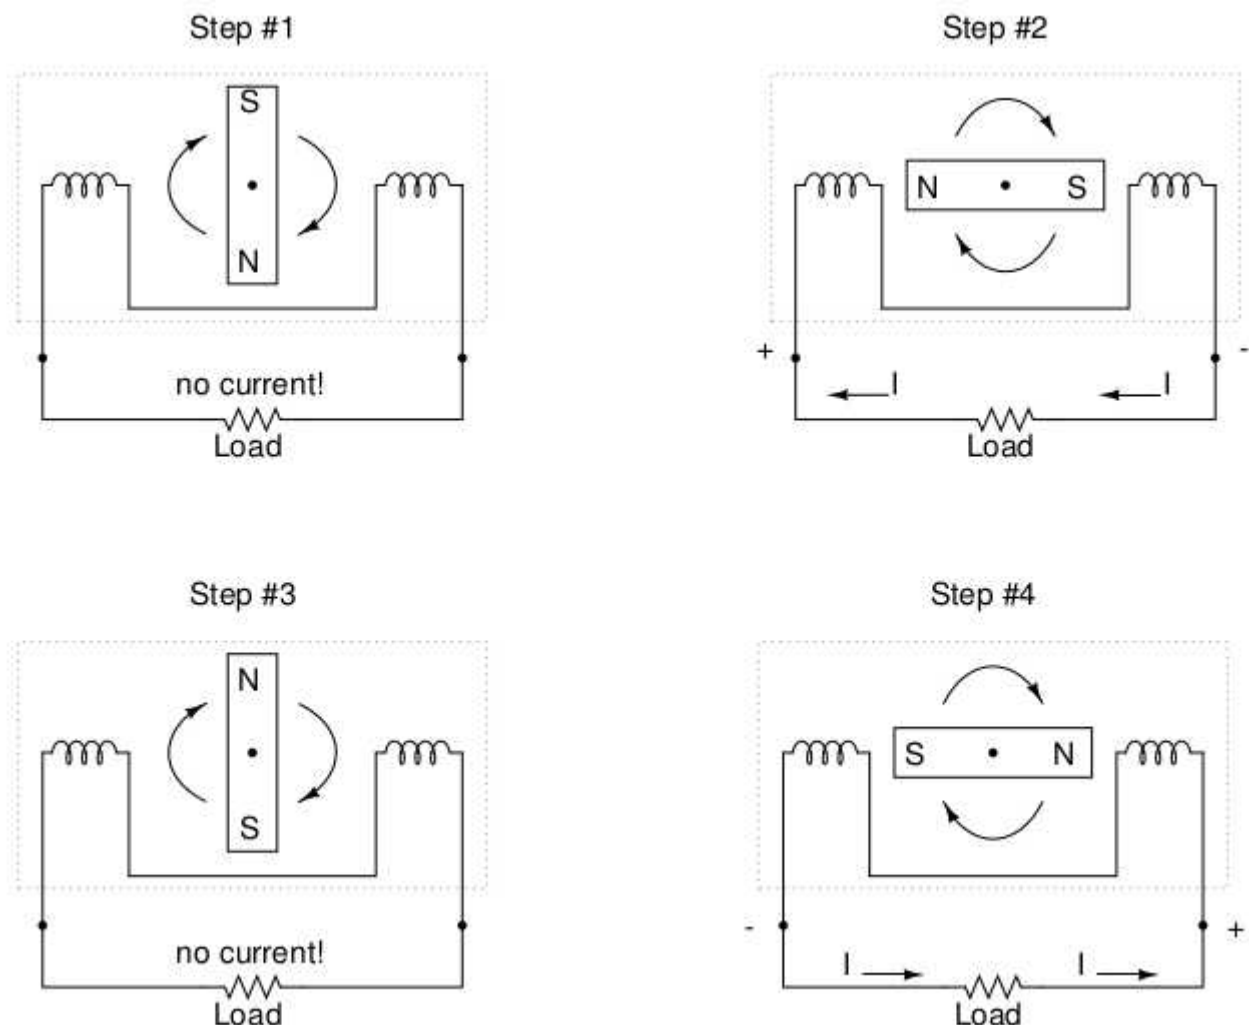 Step #1
S
N
no current!
Load
Step #2
N S
+ -
I I
Load
Step #3
N
S
no current!
Load
Step #4
S N
- +
I I
Load